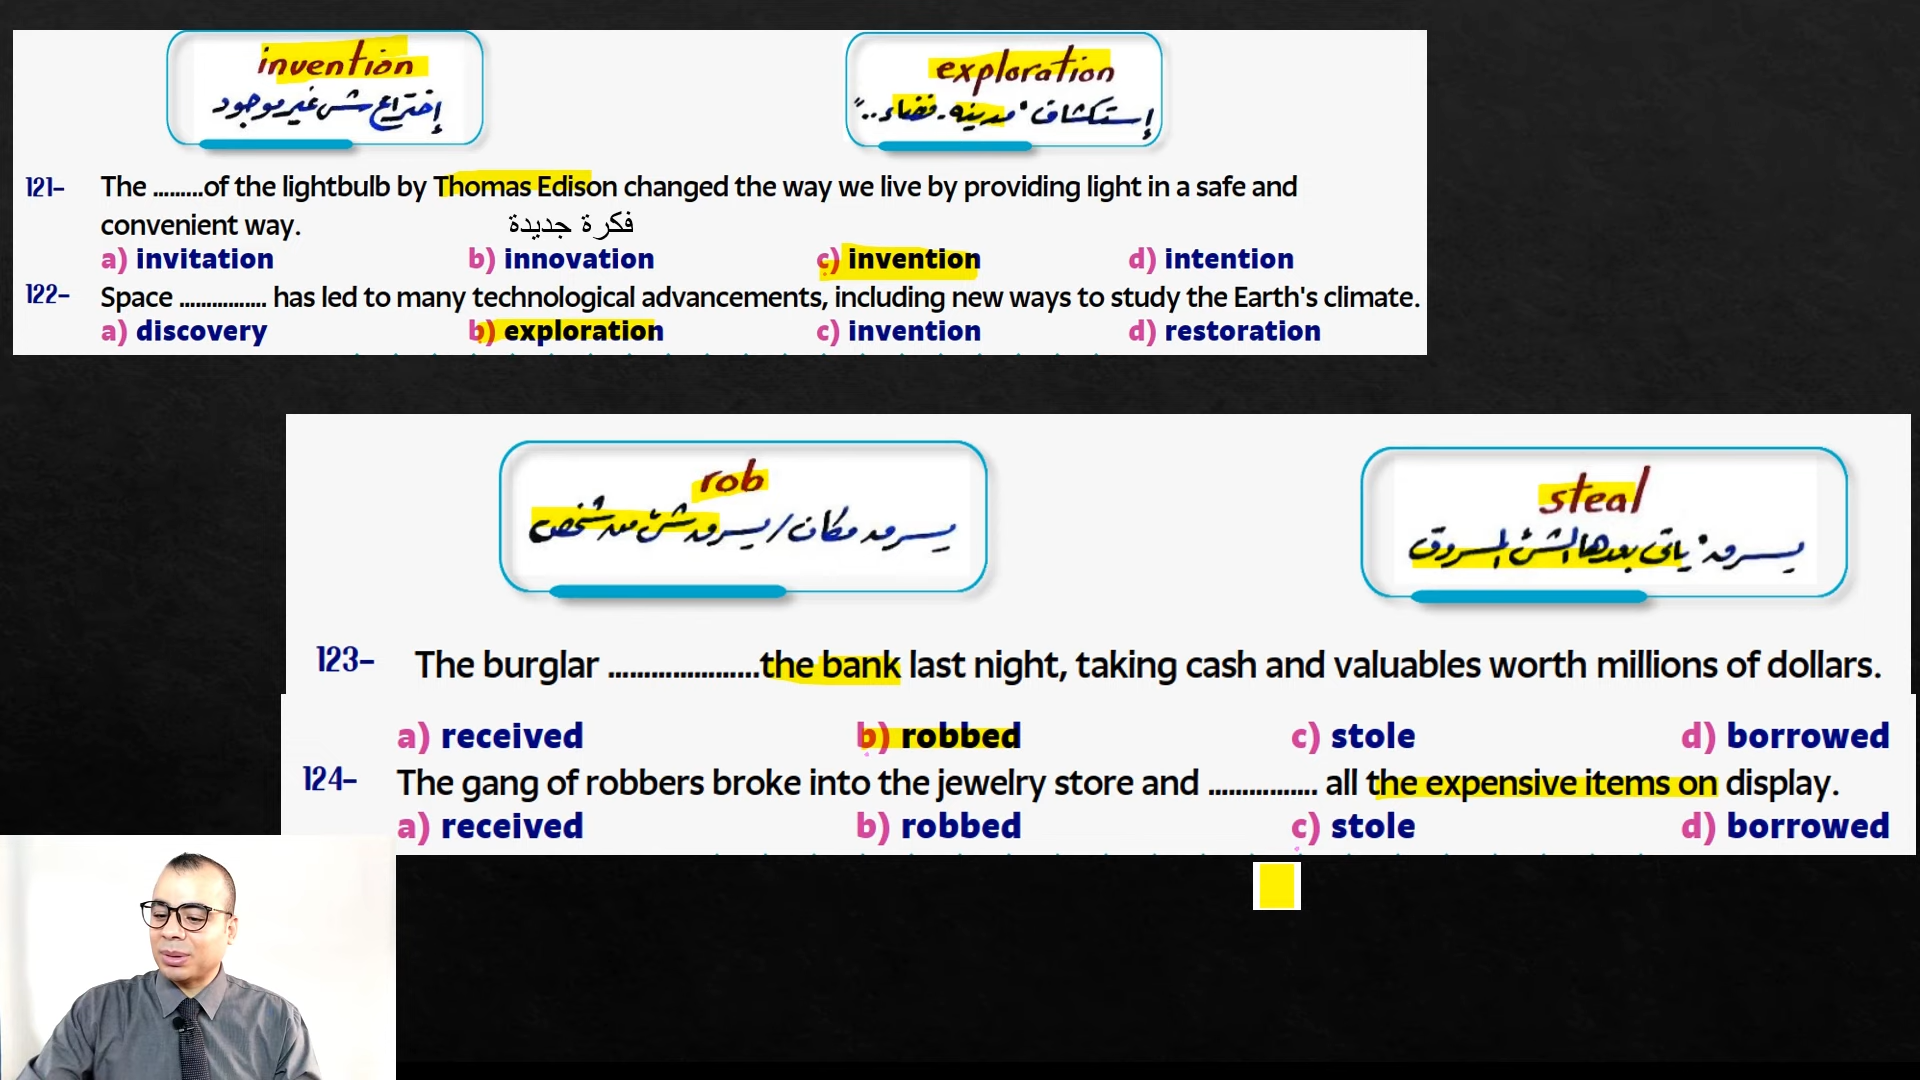 invention
إختراع شئ غير موجود
exploration
إستكشاف "مدينه - فضاء .."
121- The .........of the lightbulb by Thomas Edison changed the way we live by providing light in a safe and
convenient way.
فكرة جديدة
a) invitation b) innovation c) invention d) intention
122- Space ................ has led to many technological advancements, including new ways to study the Earth's climate.
a) discovery b) exploration c) invention d) restoration
rob
يسرق مكان / يسرق شئ من شخص
steal
يسرق "ياتى بعدها الشئ المسروق
123- The burglar .....................the bank last night, taking cash and valuables worth millions of dollars.
a) received b) robbed c) stole d) borrowed
124- The gang of robbers broke into the jewelry store and ................ all the expensive items on display.
a) received b) robbed c) stole d) borrowed